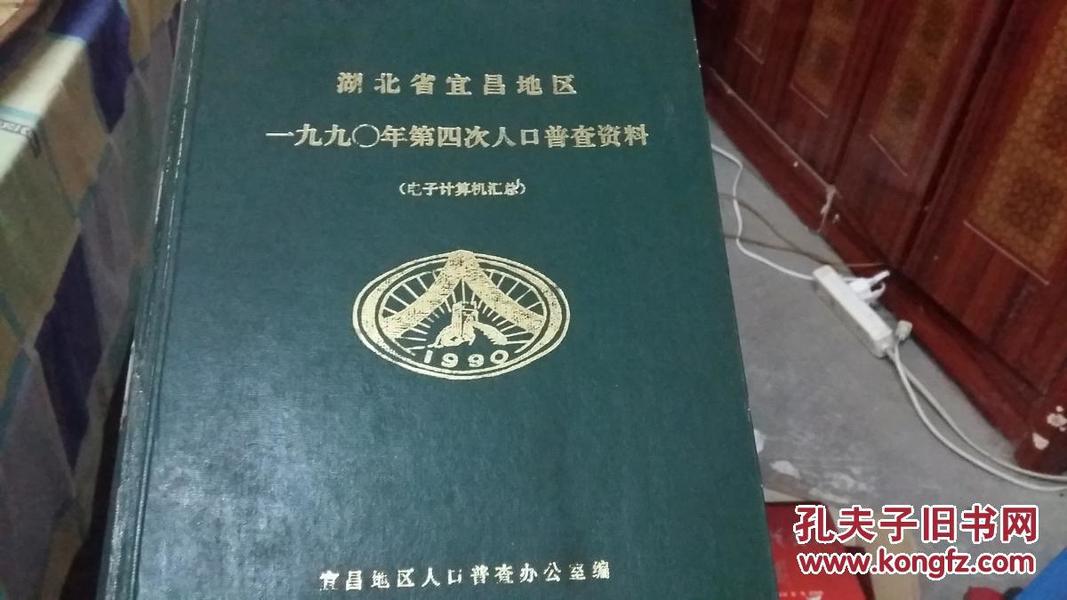 湖北省宜昌地区
一九九〇年第四次人口普查资料
(电子计算机汇总)
1990
宜昌地区人口普查办公室编
孔夫子旧书网
www.kongfz.com